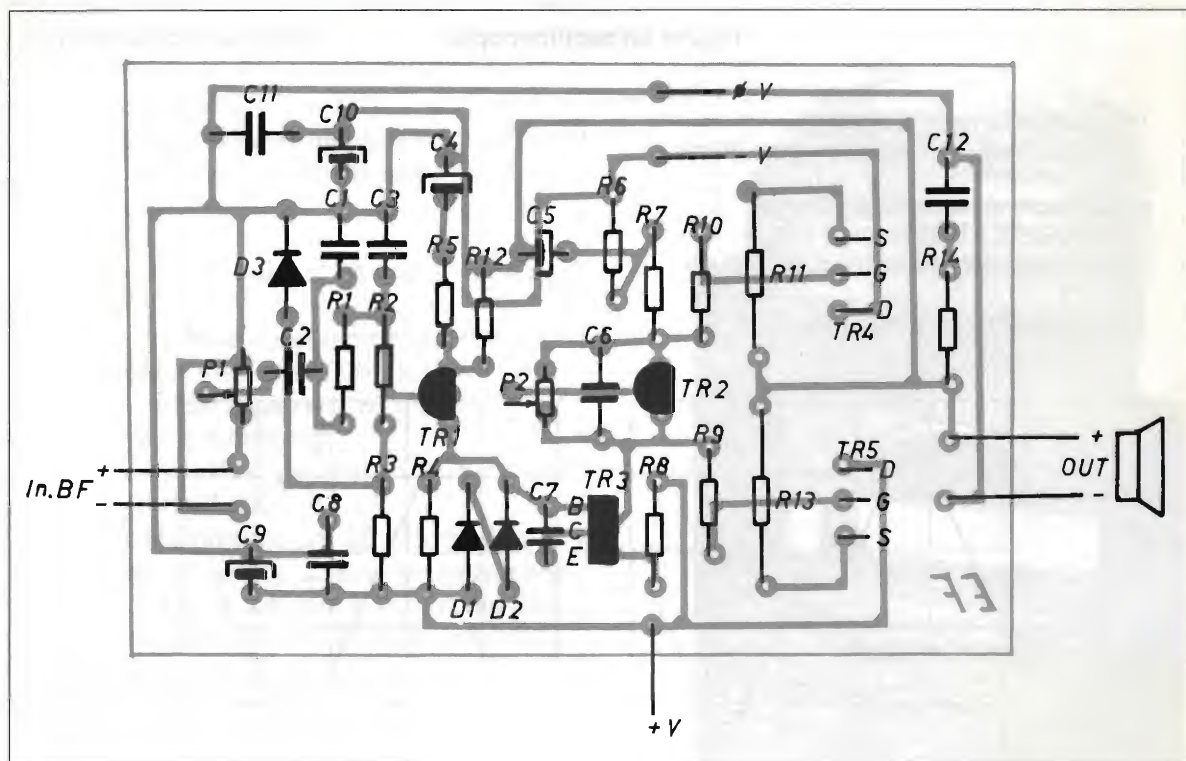 C11
C10
ø V
C4
C12
- V
C1
C3
R6
C5
R7
R10
S
D3
R5
R12
R14
R11
G
R1
R2
D
C2
TR4
C6
P1
P2
TR2
TR1
+
R9
TR5
+
In.BF
R3
R4
R8
D
OUT
-
TR3
-
C7
B
R13
G
C8
C
C9
E
S
EF
D1
D2
+ V